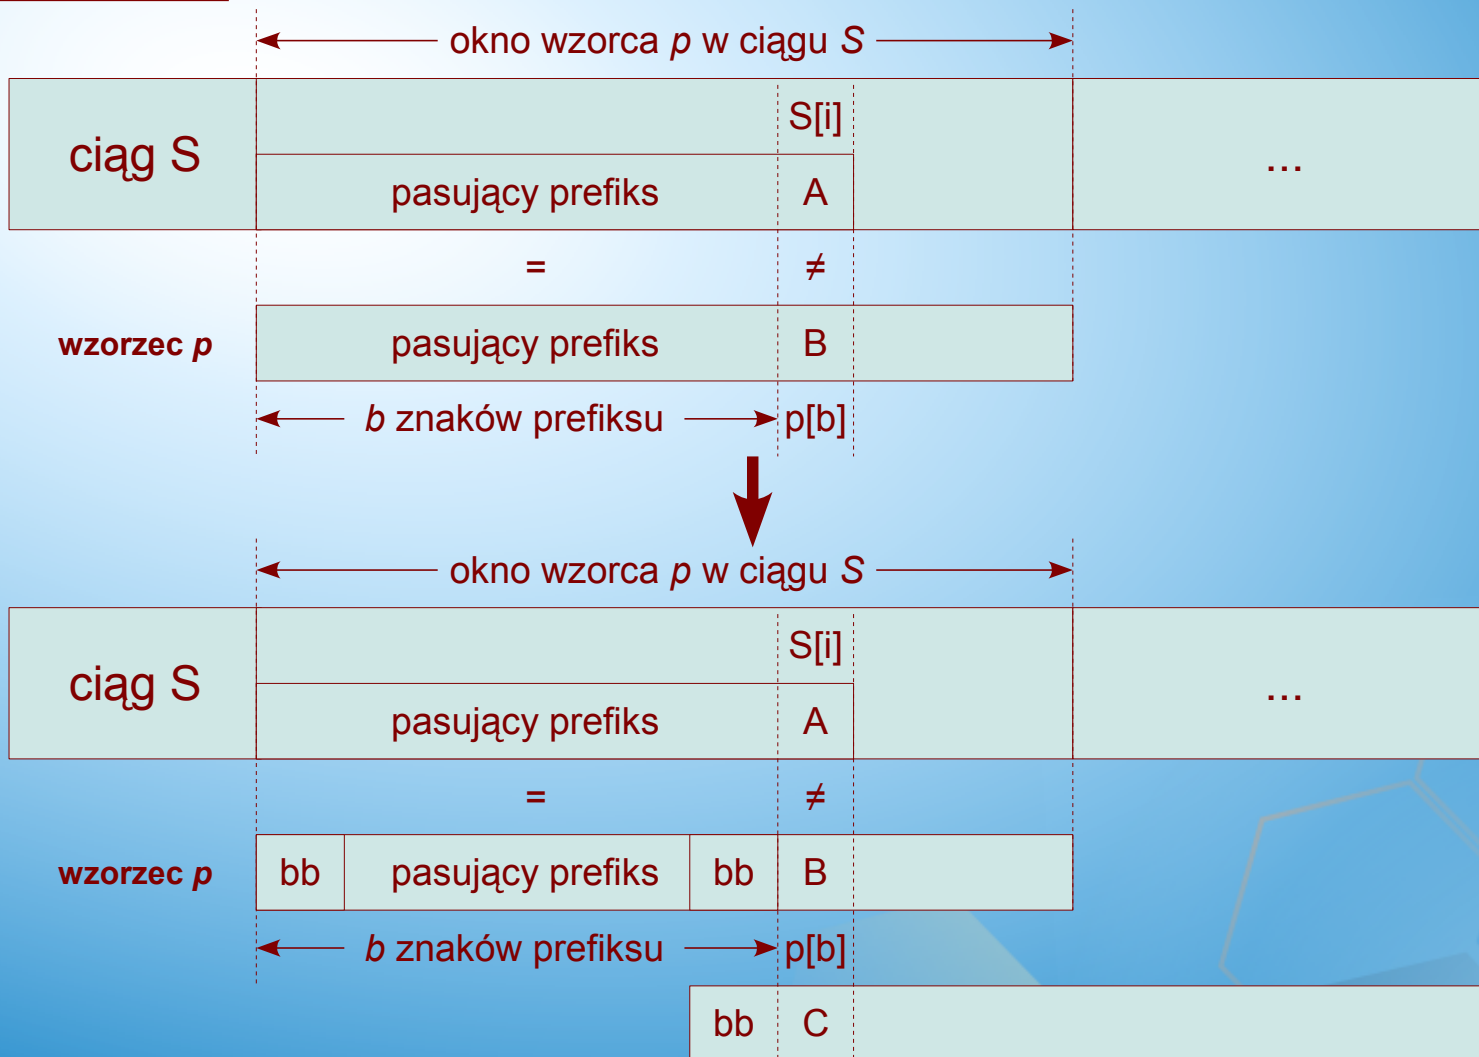 okno wzorca p w ciągu S
S[i]
ciąg S
...
pasujący prefiks A
= ≠
wzorzec p pasujący prefiks B
b znaków prefiksu p[b]
okno wzorca p w ciągu S
S[i]
ciąg S
...
pasujący prefiks A
= ≠
wzorzec p bb pasujący prefiks bb B
b znaków prefiksu p[b]
bb C